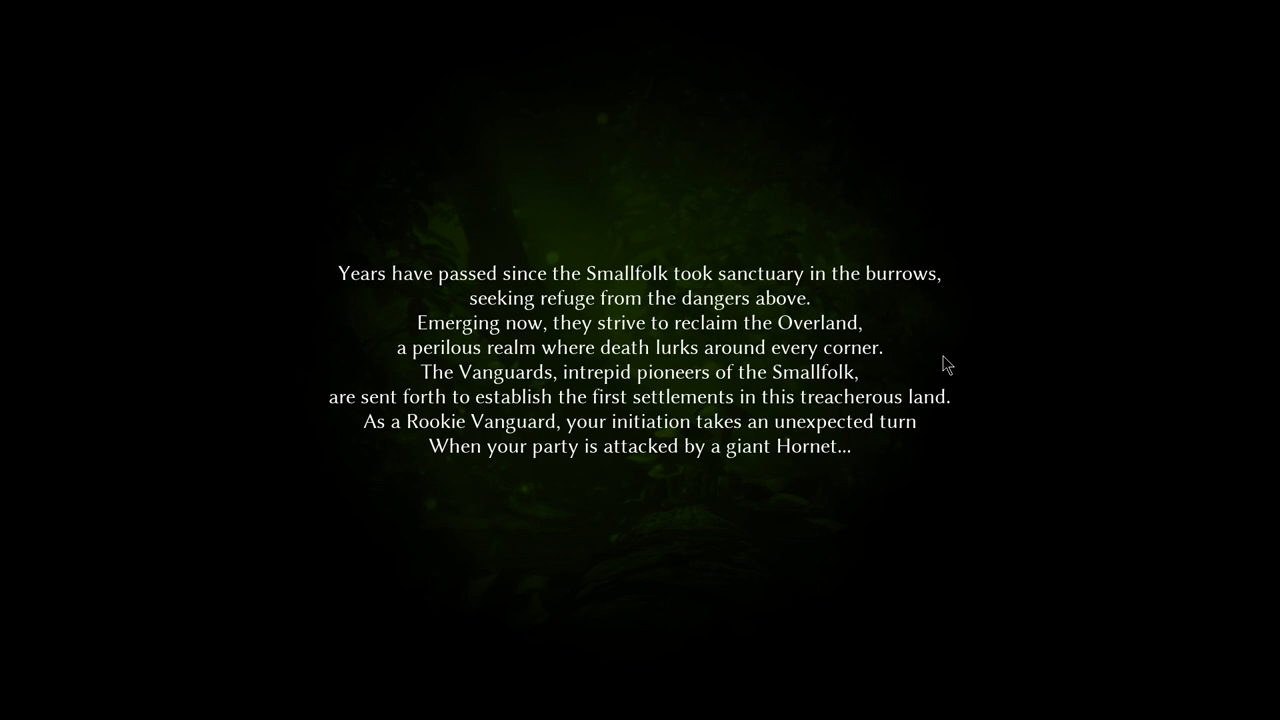 Years have passed since the Smallfolk took sanctuary in the burrows,
seeking refuge from the dangers above.
Emerging now, they strive to reclaim the Overland,
a perilous realm where death lurks around every corner.
The Vanguards, intrepid pioneers of the Smallfolk,
are sent forth to establish the first settlements in this treacherous land.
As a Rookie Vanguard, your initiation takes an unexpected turn
When your party is attacked by a giant Hornet...